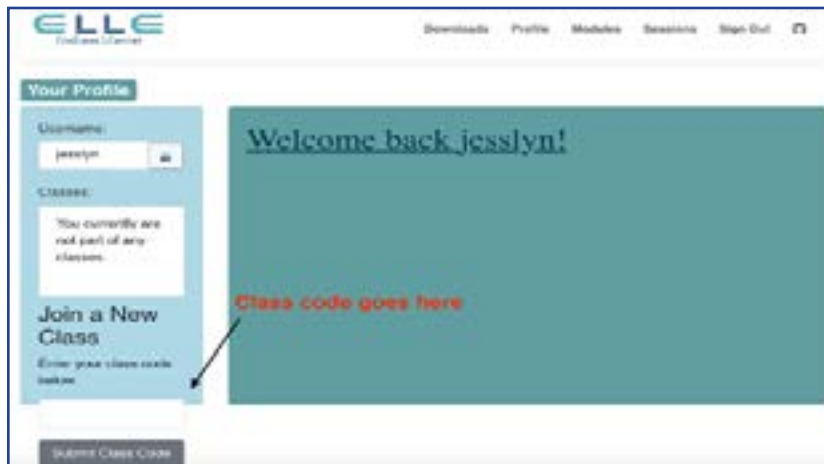 ELLE
Downloads Profile Modules Sessions Sign Out
Your Profile
Username:
jesslyn
Classes:
You currently are
not part of any
classes.
Join a New
Class
Enter your class code
below
Submit Class Code
Welcome back jesslyn!
Class code goes here